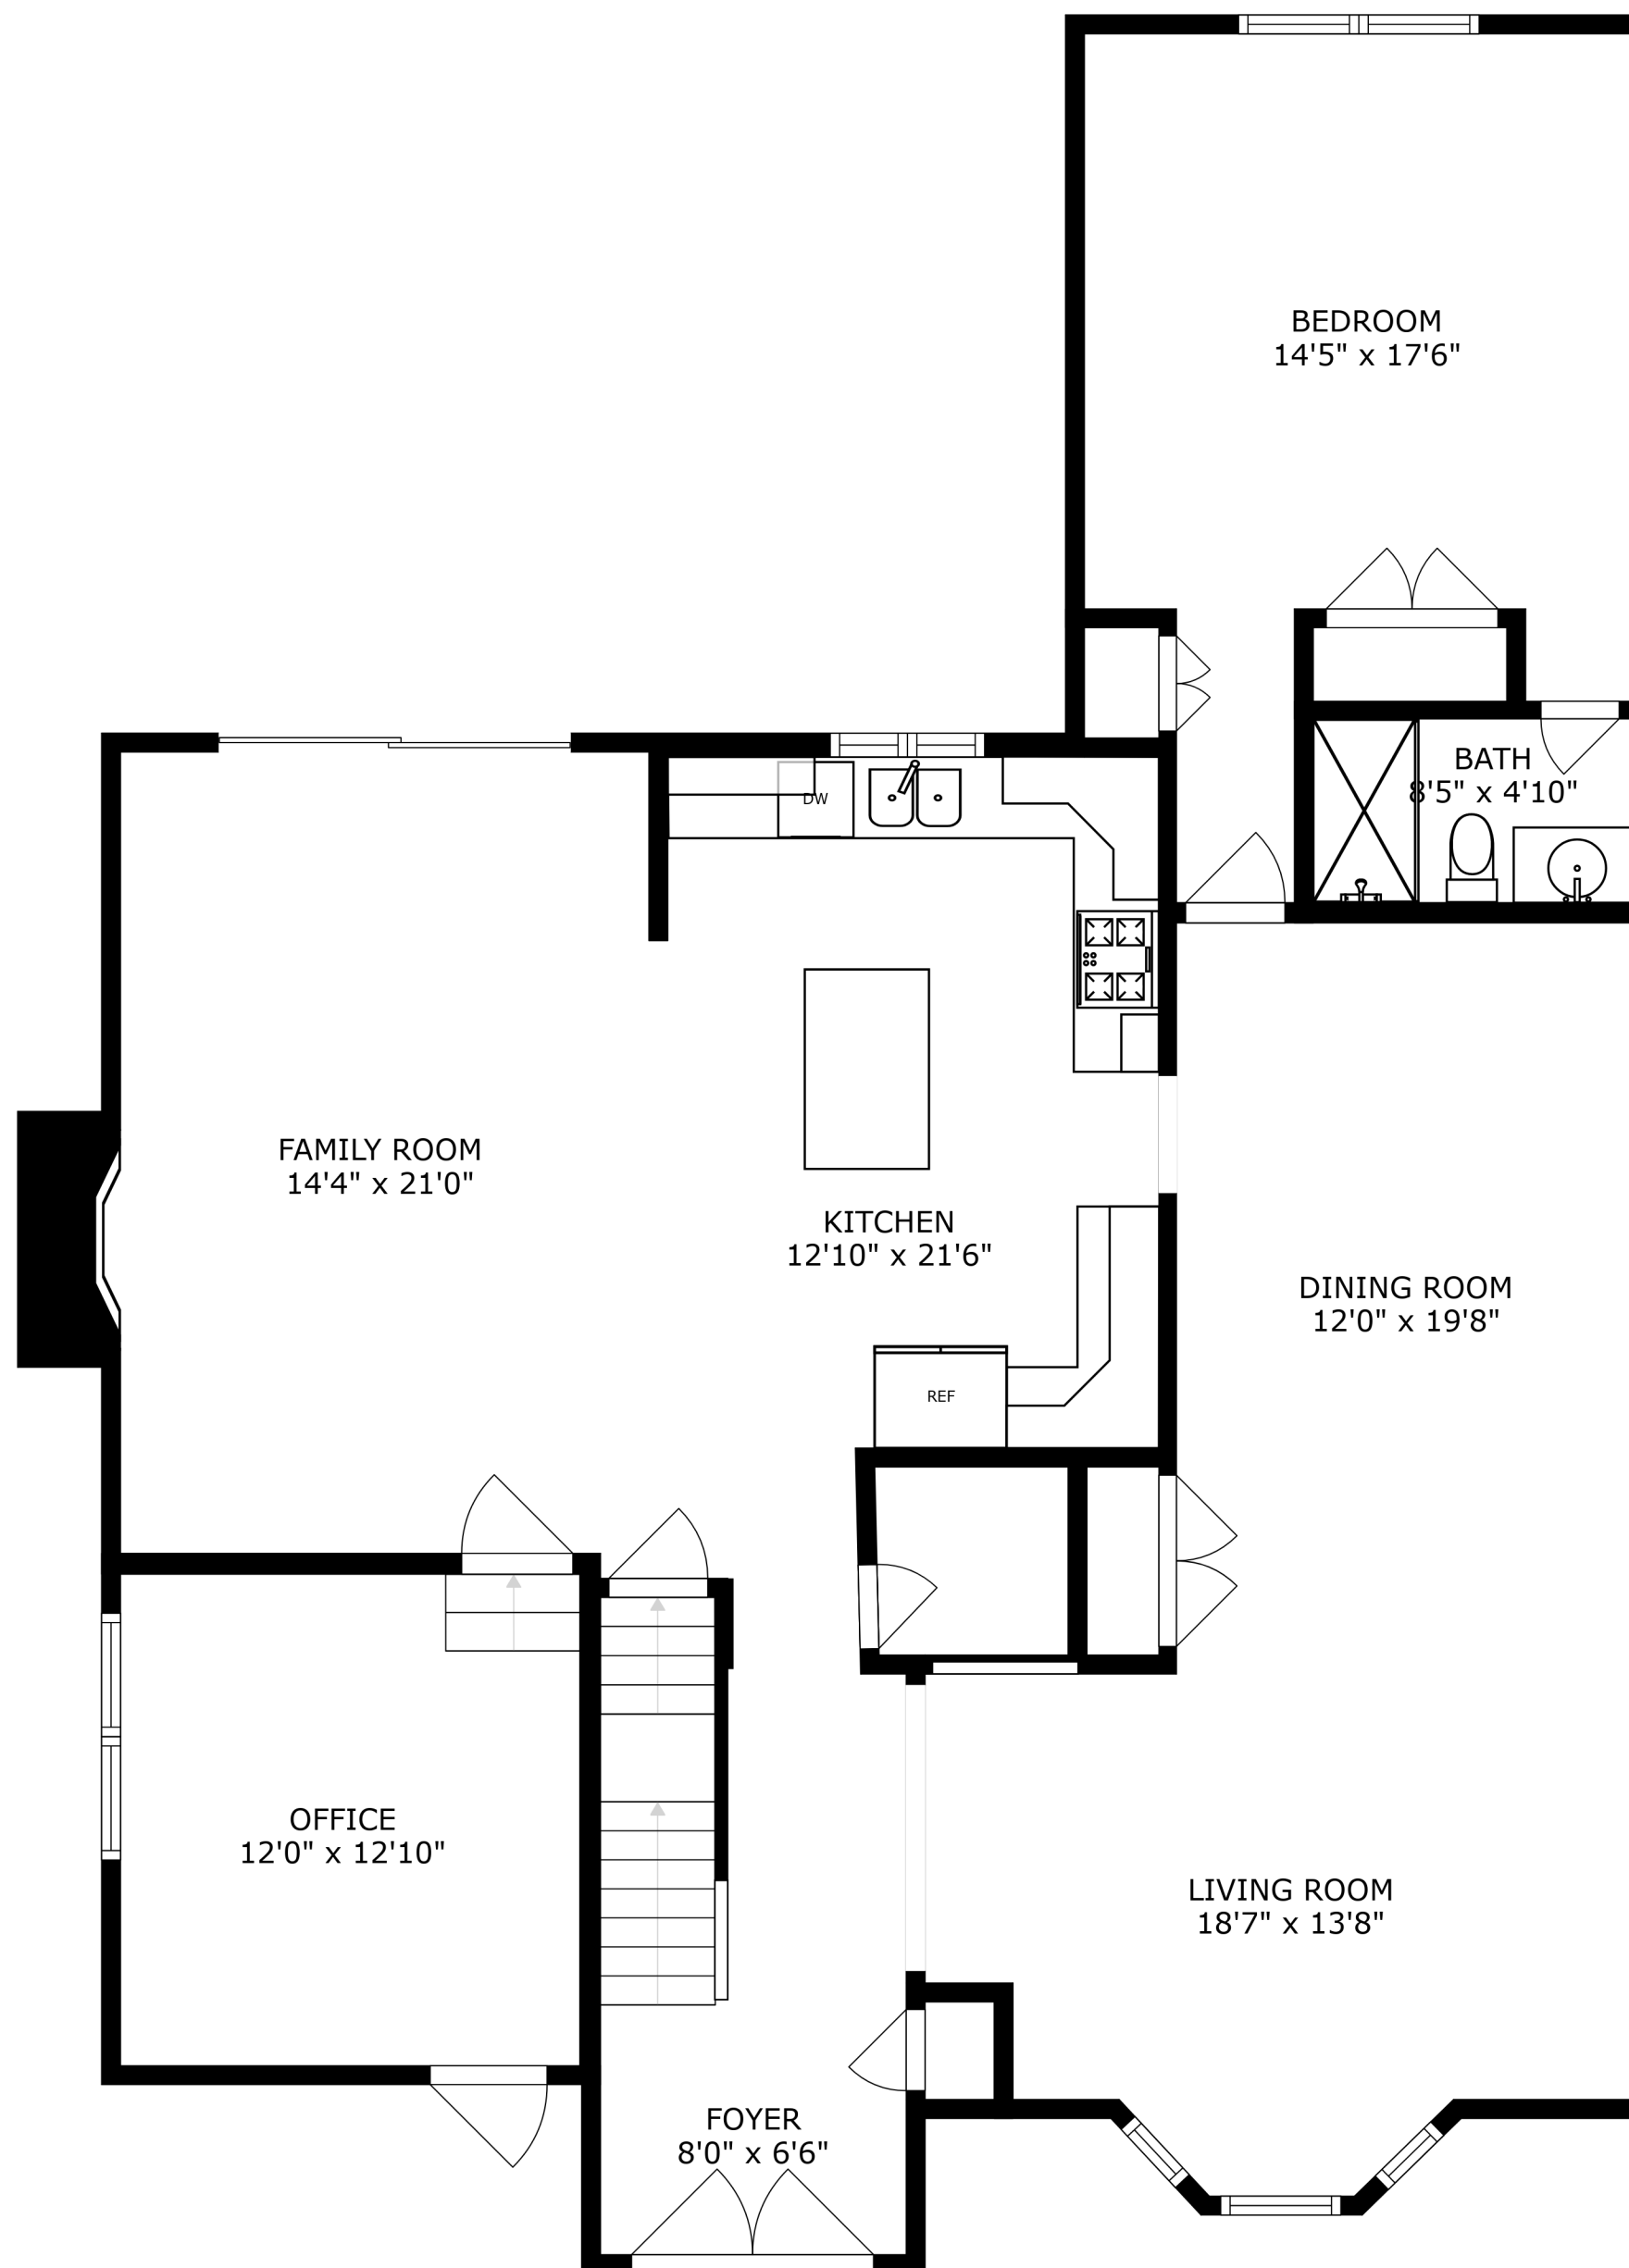 BEDROOM
14'5" x 17'6"
BATH
8'5" x 4'10"
DW
FAMILY ROOM
14'4" x 21'0"
KITCHEN
12'10" x 21'6"
DINING ROOM
12'0" x 19'8"
REF
OFFICE
12'0" x 12'10"
LIVING ROOM
18'7" x 13'8"
FOYER
8'0" x 6'6"